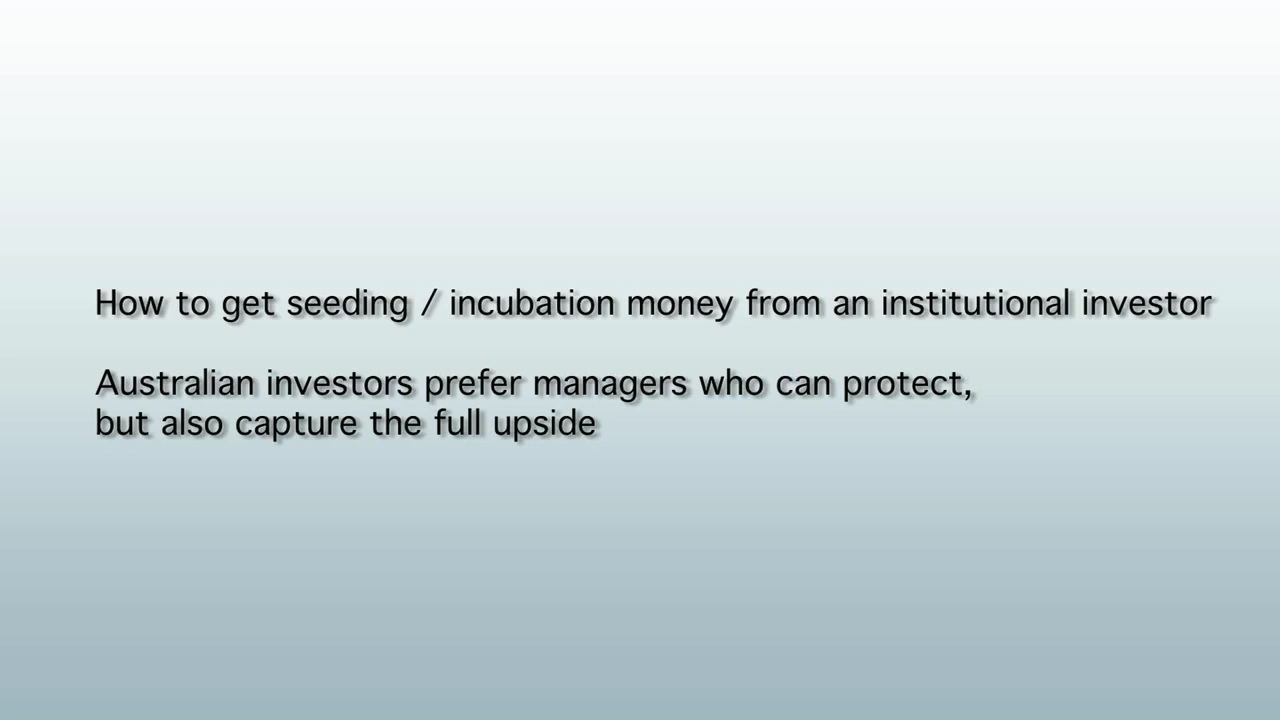 How to get seeding / incubation money from an institutional investor
Australian investors prefer managers who can protect,
but also capture the full upside